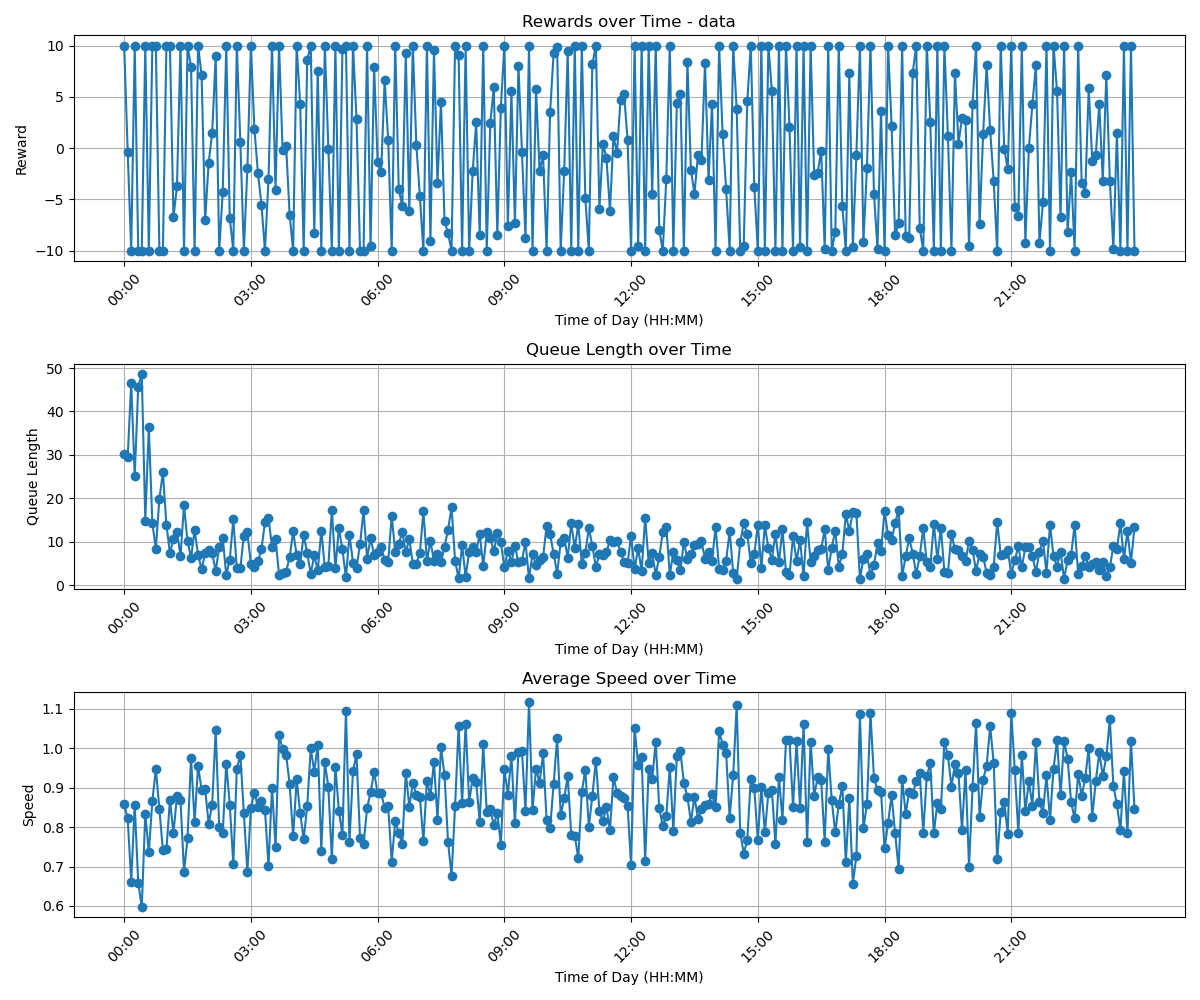 Rewards over Time - data
10
5
0
−5
−10
Reward
00:00 03:00 06:00 09:00 12:00 15:00 18:00 21:00
Time of Day (HH:MM)
Queue Length over Time
50
40
30
20
10
0
Queue Length
00:00 03:00 06:00 09:00 12:00 15:00 18:00 21:00
Time of Day (HH:MM)
Average Speed over Time
1.1
1.0
0.9
0.8
0.7
0.6
Speed
00:00 03:00 06:00 09:00 12:00 15:00 18:00 21:00
Time of Day (HH:MM)